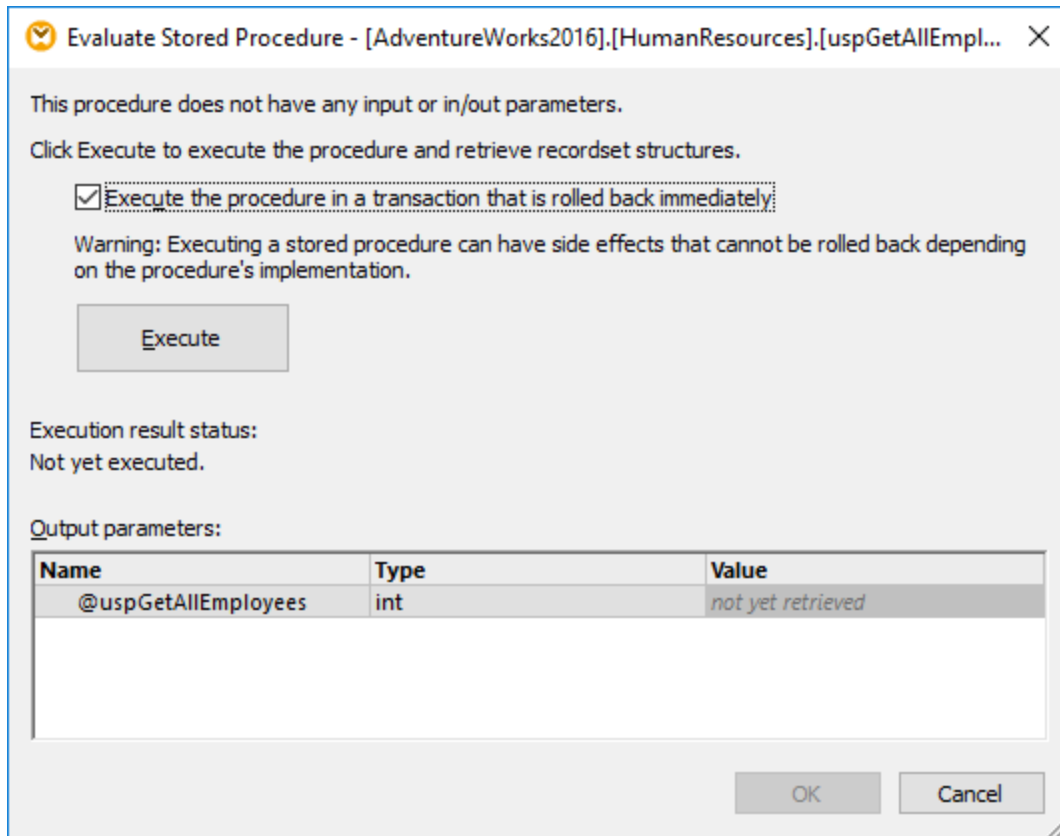 Evaluate Stored Procedure - [AdventureWorks2016].[HumanResources].[uspGetAllEmpl...
This procedure does not have any input or in/out parameters.
Click Execute to execute the procedure and retrieve recordset structures.
Execute the procedure in a transaction that is rolled back immediately
Warning: Executing a stored procedure can have side effects that cannot be rolled back depending
on the procedure's implementation.
Execute
Execution result status:
Not yet executed.
Output parameters:
Name Type Value
@uspGetAllEmployees int not yet retrieved
OK Cancel